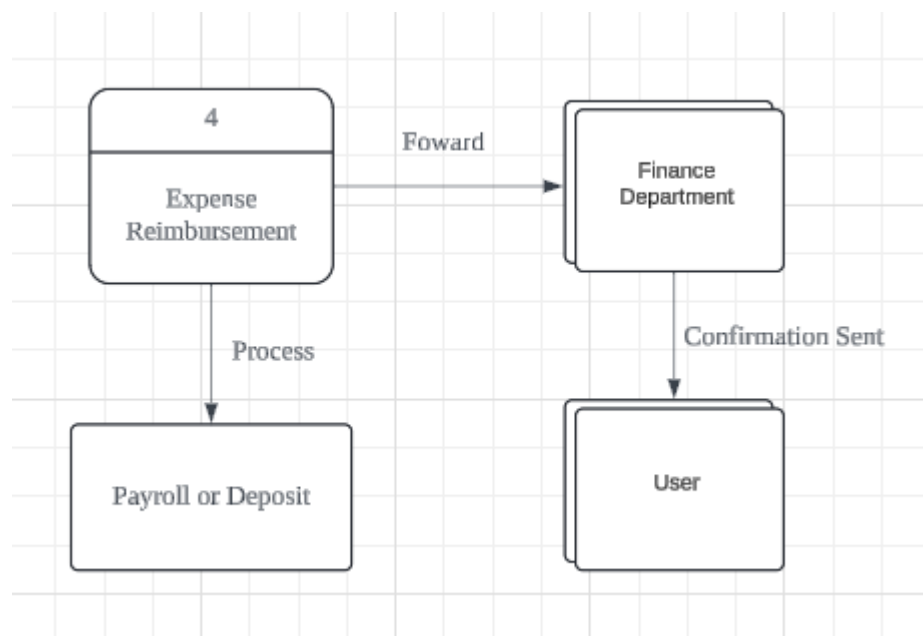 4
Expense
Reimbursement
Foward
Finance
Department
Process
Confirmation Sent
Payroll or Deposit
User